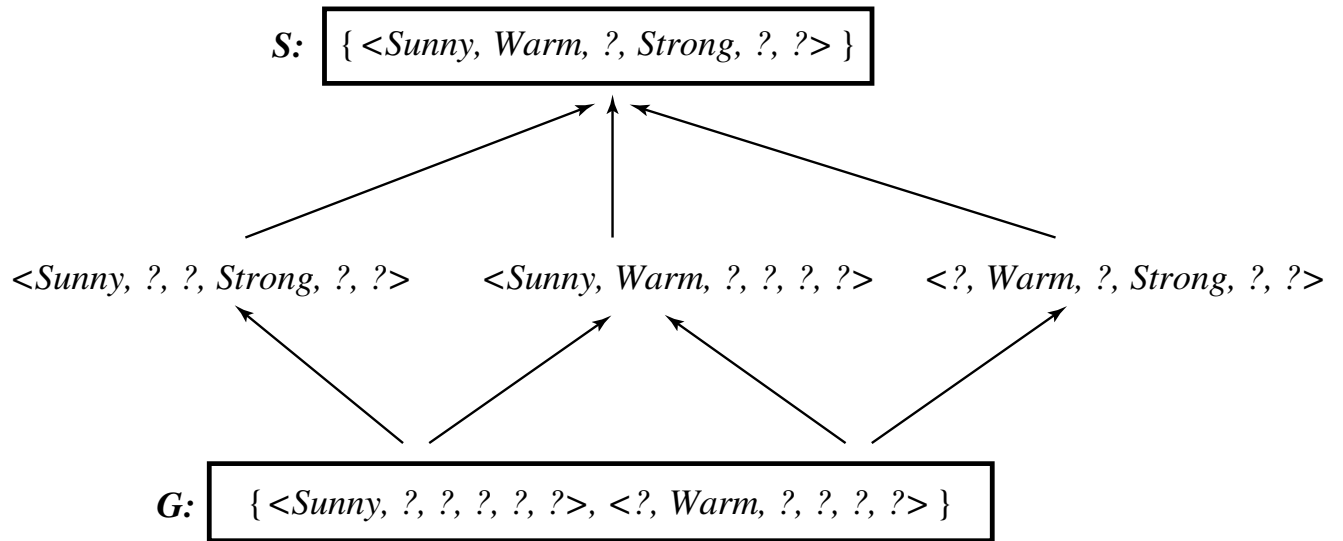 S: { <Sunny, Warm, ?, Strong, ?, ?> }
<Sunny, ?, ?, Strong, ?, ?> <Sunny, Warm, ?, ?, ?, ?> <?, Warm, ?, Strong, ?, ?>
G: { <Sunny, ?, ?, ?, ?, ?>, <?, Warm, ?, ?, ?, ?> }